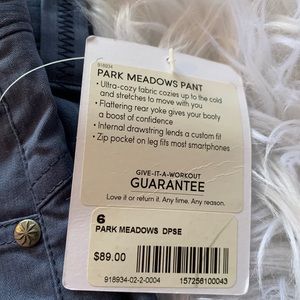 918934
PARK MEADOWS PANT
• Ultra-cozy fabric cozies up to the cold
and stretches to move with you
• Flattering rear yoke gives your booty
a boost of confidence
• Internal drawstring lends a custom fit
• Zip pocket on leg fits most smartphones
GIVE-IT-A-WORKOUT
GUARANTEE
Love it or return it. Any time. Any reason.
6
PARK MEADOWS DPSE
$89.00
918934-02-2-0004
157256100043